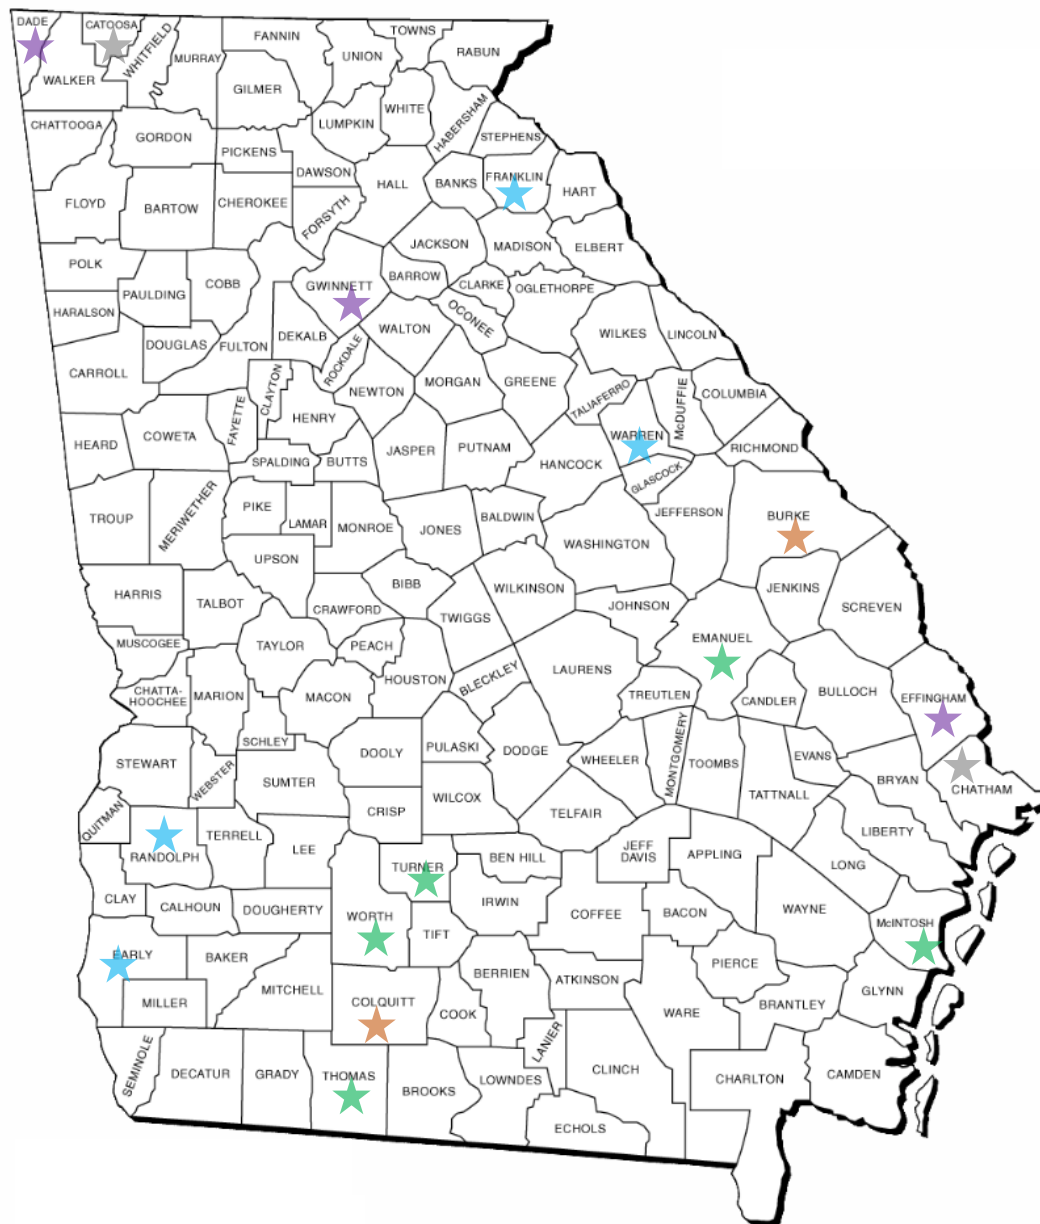 DADE
CATOOSA
WHITFIELD
MURRAY
FANNIN
UNION
TOWNS
RABUN
WALKER
GILMER
WHITE
LUMPKIN
HABERSHAM
STEPHENS
CHATTOOGA
GORDON
PICKENS
DAWSON
HALL
BANKS
FRANKLIN
HART
FLOYD
BARTOW
CHEROKEE
FORSYTH
JACKSON
MADISON
ELBERT
POLK
PAULDING
COBB
GWINNETT
BARROW
CLARKE
OGLETHORPE
OCONEE
HARALSON
DOUGLAS
FULTON
DEKALB
ROCKDALE
WALTON
WILKES
LINCOLN
CARROLL
CLAYTON
FAYETTE
HENRY
NEWTON
MORGAN
GREENE
TALIAFERRO
McDUFFIE
COLUMBIA
HEARD
COWETA
SPALDING
BUTTS
JASPER
PUTNAM
HANCOCK
WARREN
GLASCOCK
RICHMOND
TROUP
MERIWETHER
PIKE
LAMAR
MONROE
JONES
BALDWIN
WASHINGTON
JEFFERSON
BURKE
UPSON
BIBB
WILKINSON
JENKINS
SCREVEN
HARRIS
TALBOT
CRAWFORD
TWIGGS
JOHNSON
EMANUEL
MUSCOGEE
TAYLOR
PEACH
HOUSTON
BLECKLEY
LAURENS
TREUTLEN
CANDLER
BULLOCH
EFFINGHAM
CHATTA-
HOOCHEE
MARION
MACON
SCHLEY
DOOLY
PULASKI
DODGE
WHEELER
MONTGOMERY
TOOMBS
EVANS
BRYAN
CHATHAM
STEWART
WEBSTER
SUMTER
CRISP
WILCOX
TELFAIR
TATTNALL
LIBERTY
QUITMAN
RANDOLPH
TERRELL
LEE
TURNER
BEN HILL
JEFF
DAVIS
APPLING
LONG
CLAY
CALHOUN
DOUGHERTY
WORTH
TIFT
IRWIN
COFFEE
BACON
WAYNE
McINTOSH
EARLY
BAKER
MITCHELL
BERRIEN
ATKINSON
PIERCE
GLYNN
MILLER
COLQUITT
COOK
WARE
BRANTLEY
SEMINOLE
DECATUR
GRADY
THOMAS
BROOKS
LOWNDES
LANIER
CLINCH
CHARLTON
CAMDEN
ECHOLS